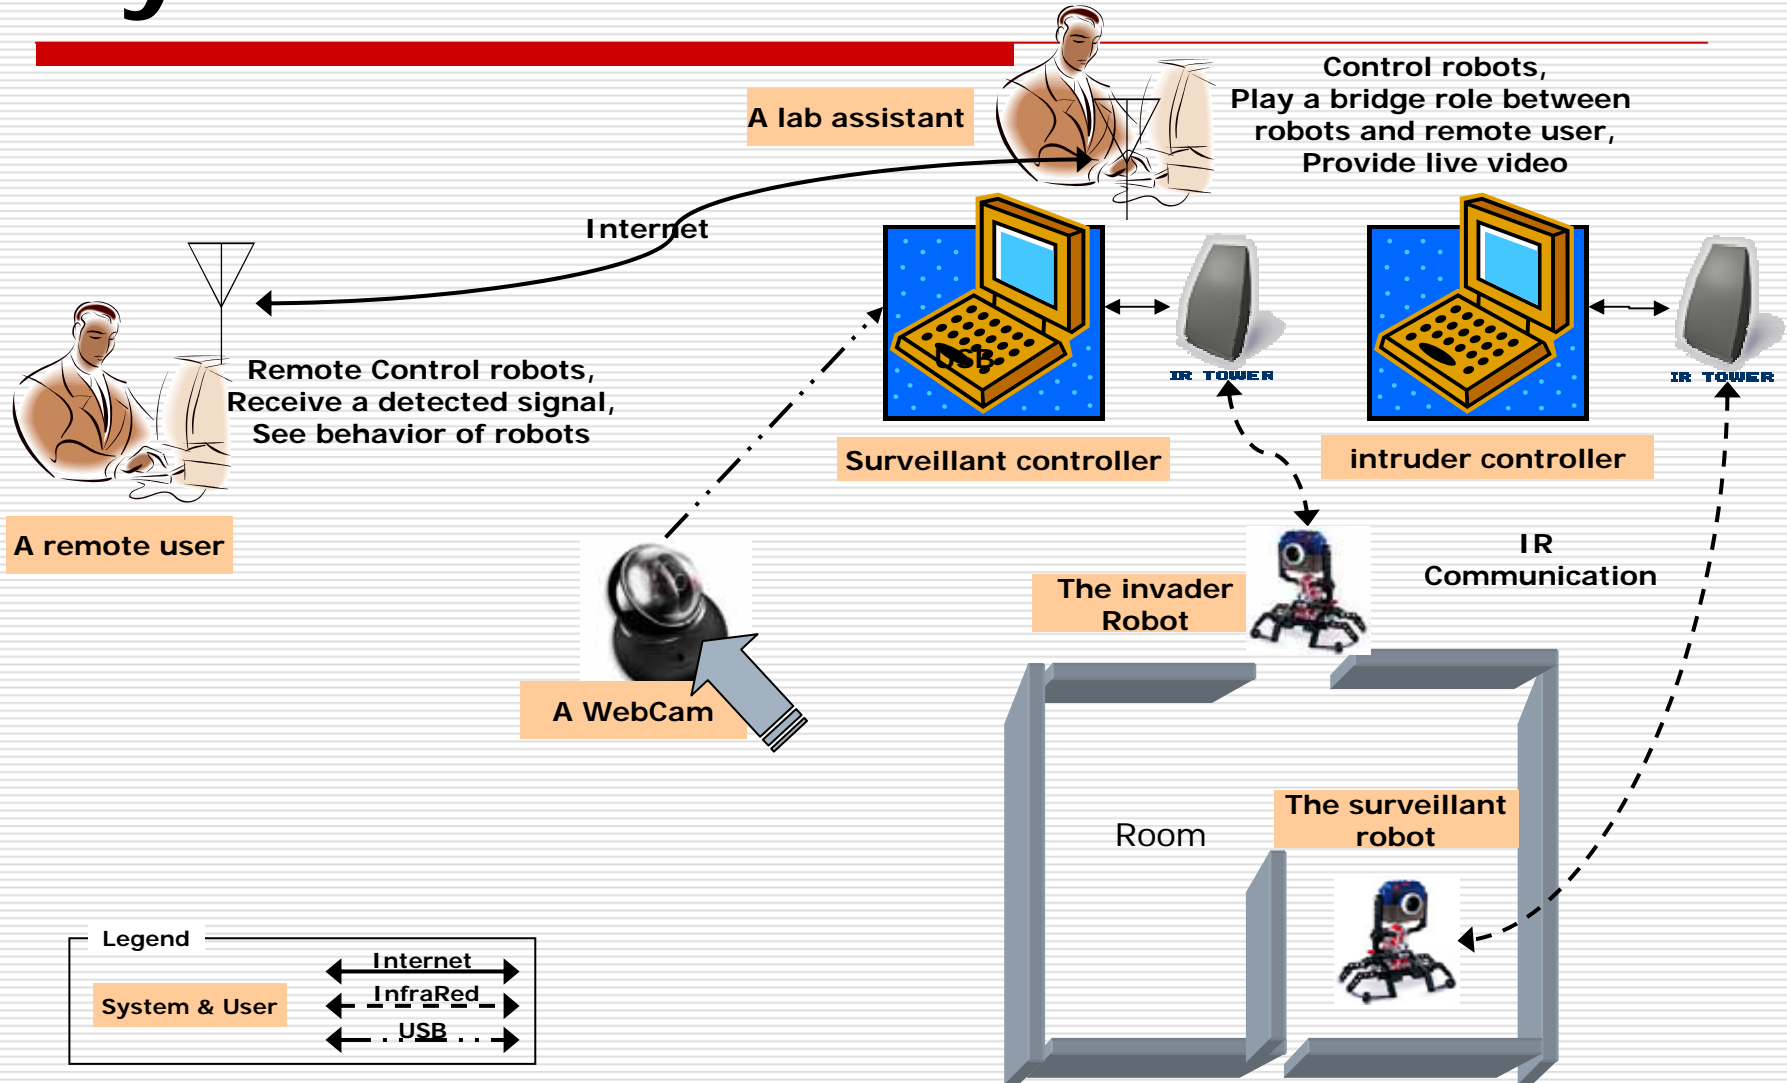 A lab assistant
Control robots,
Play a bridge role between
robots and remote user,
Provide live video
Internet
Remote Control robots,
Receive a detected signal,
See behavior of robots
A remote user
USB
IR TOWER
IR TOWER
Surveillant controller
intruder controller
IR
Communication
The invader
Robot
A WebCam
The surveillant
robot
Room
Legend
System & User
Internet
InfraRed
USB